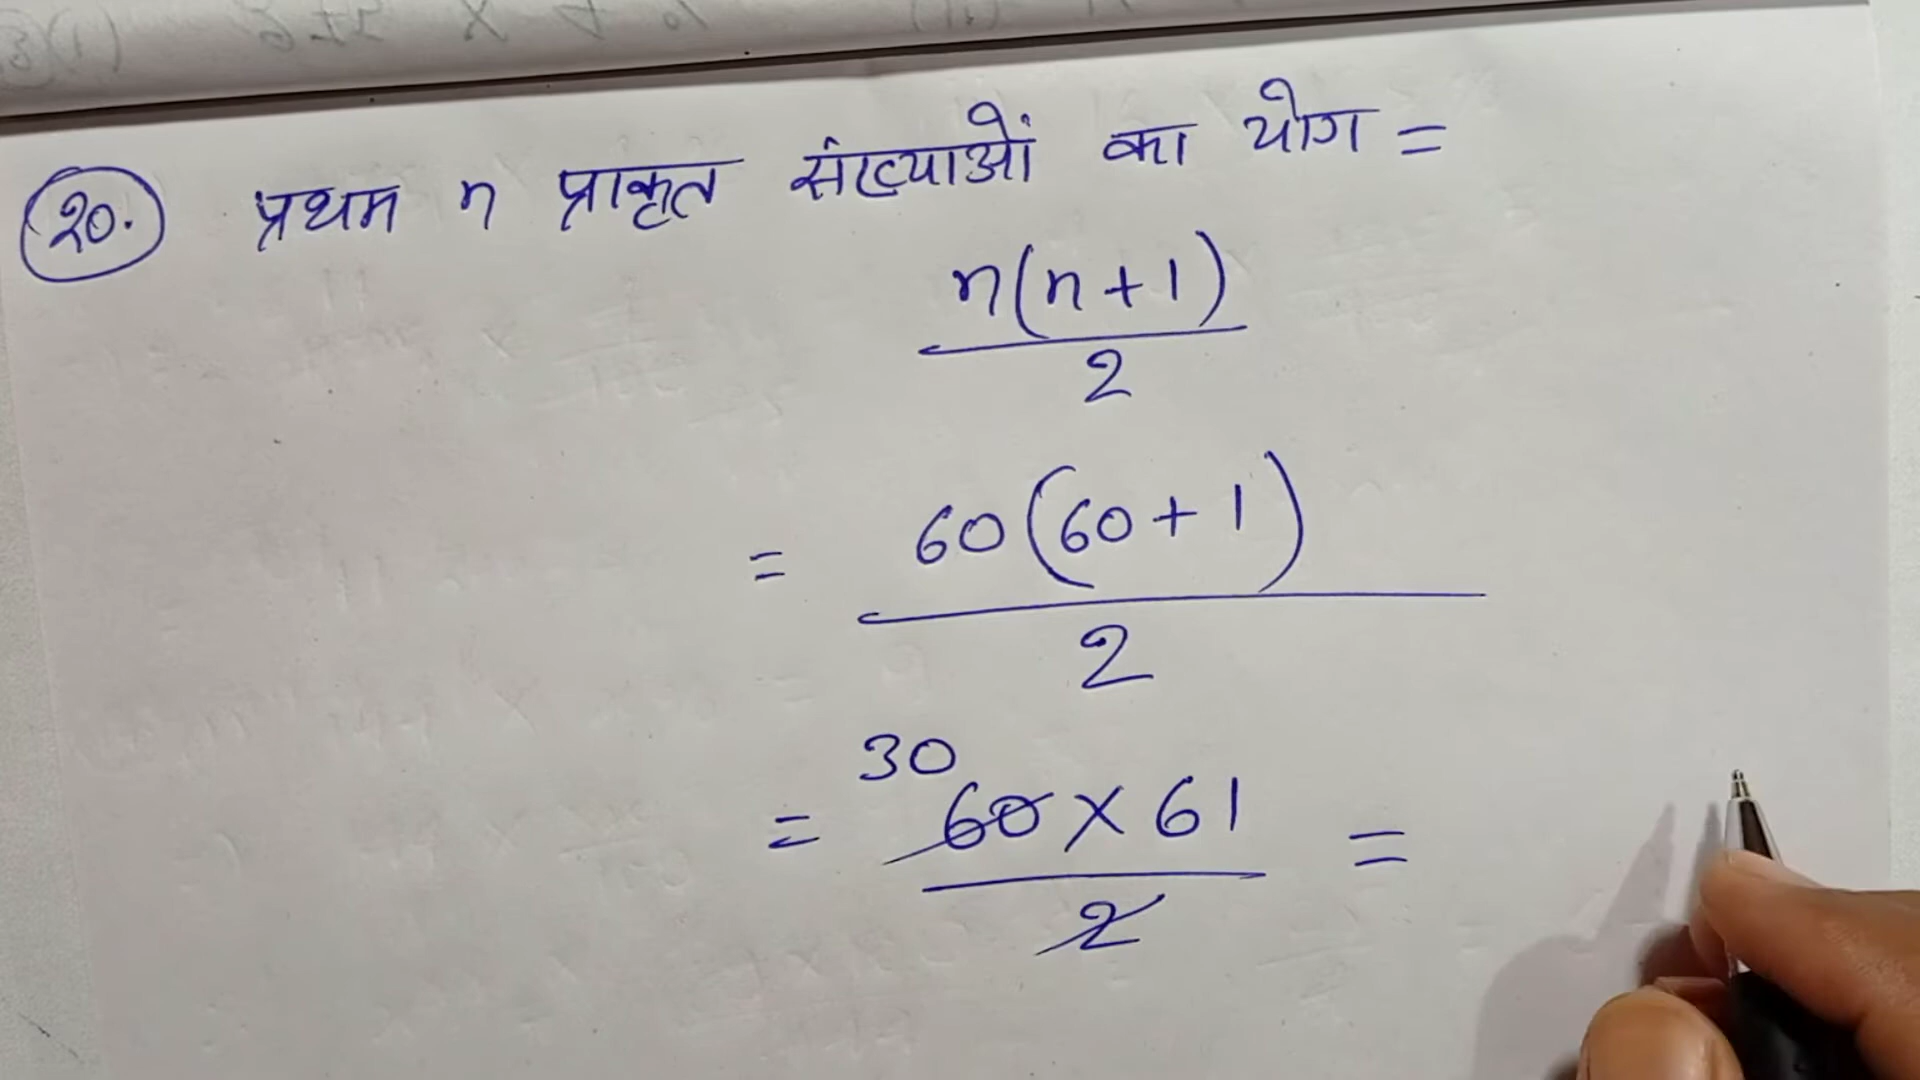 20. प्रथम n प्राकृत संख्याओं का योग =
n(n+1)
2
= 60(60+1)
2
30
= 60 × 61 =
2